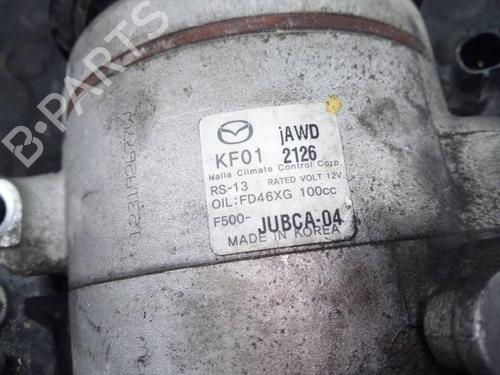 B-PARTS
jAWD
KF01 2126
Halla Climate Control Corp.
RS-13 RATED VOLT 12V
OIL:FD46XG 100cc
F500- JUBCA-04
MADE IN KOREA